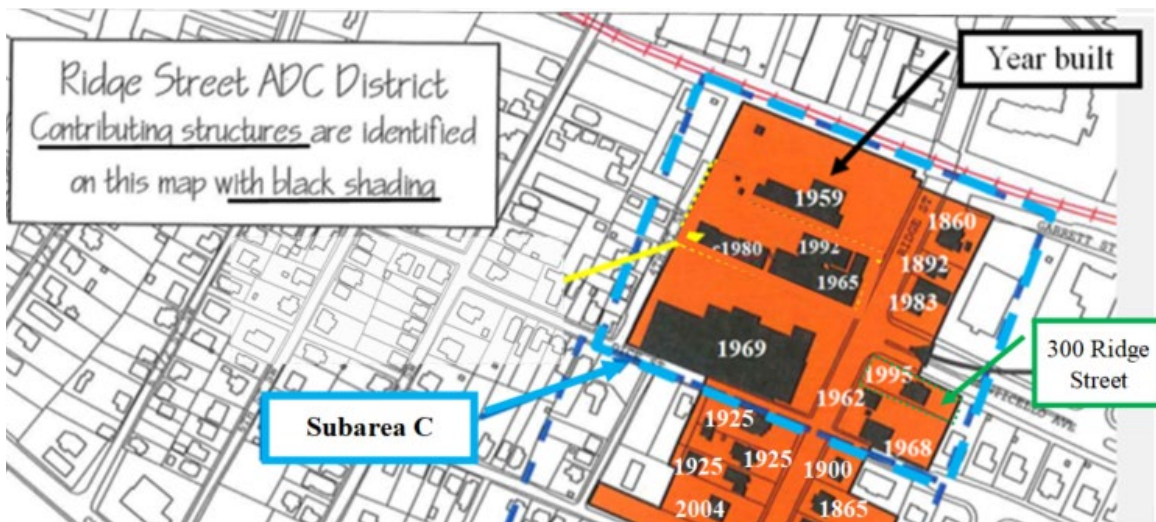 Ridge Street ADC District
Contributing structures are identified
on this map with black shading
Year built
1959
1860
RIDGE ST
GARRETT ST
c1980
1992
1892
1965
1983
1969
300 Ridge
Street
1995
1962
Subarea C
1925
1968
1925
1925
1900
2004
1865